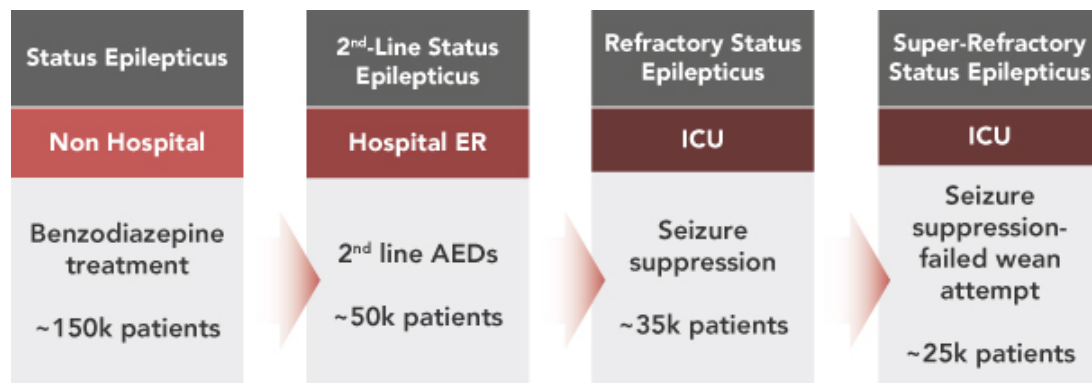 Status Epilepticus
Non Hospital
Benzodiazepine
treatment
~150k patients
2nd-Line Status
Epilepticus
Hospital ER
2nd line AEDs
~50k patients
Refractory Status
Epilepticus
ICU
Seizure
suppression
~35k patients
Super-Refractory
Status Epilepticus
ICU
Seizure
suppression-
failed wean
attempt
~25k patients